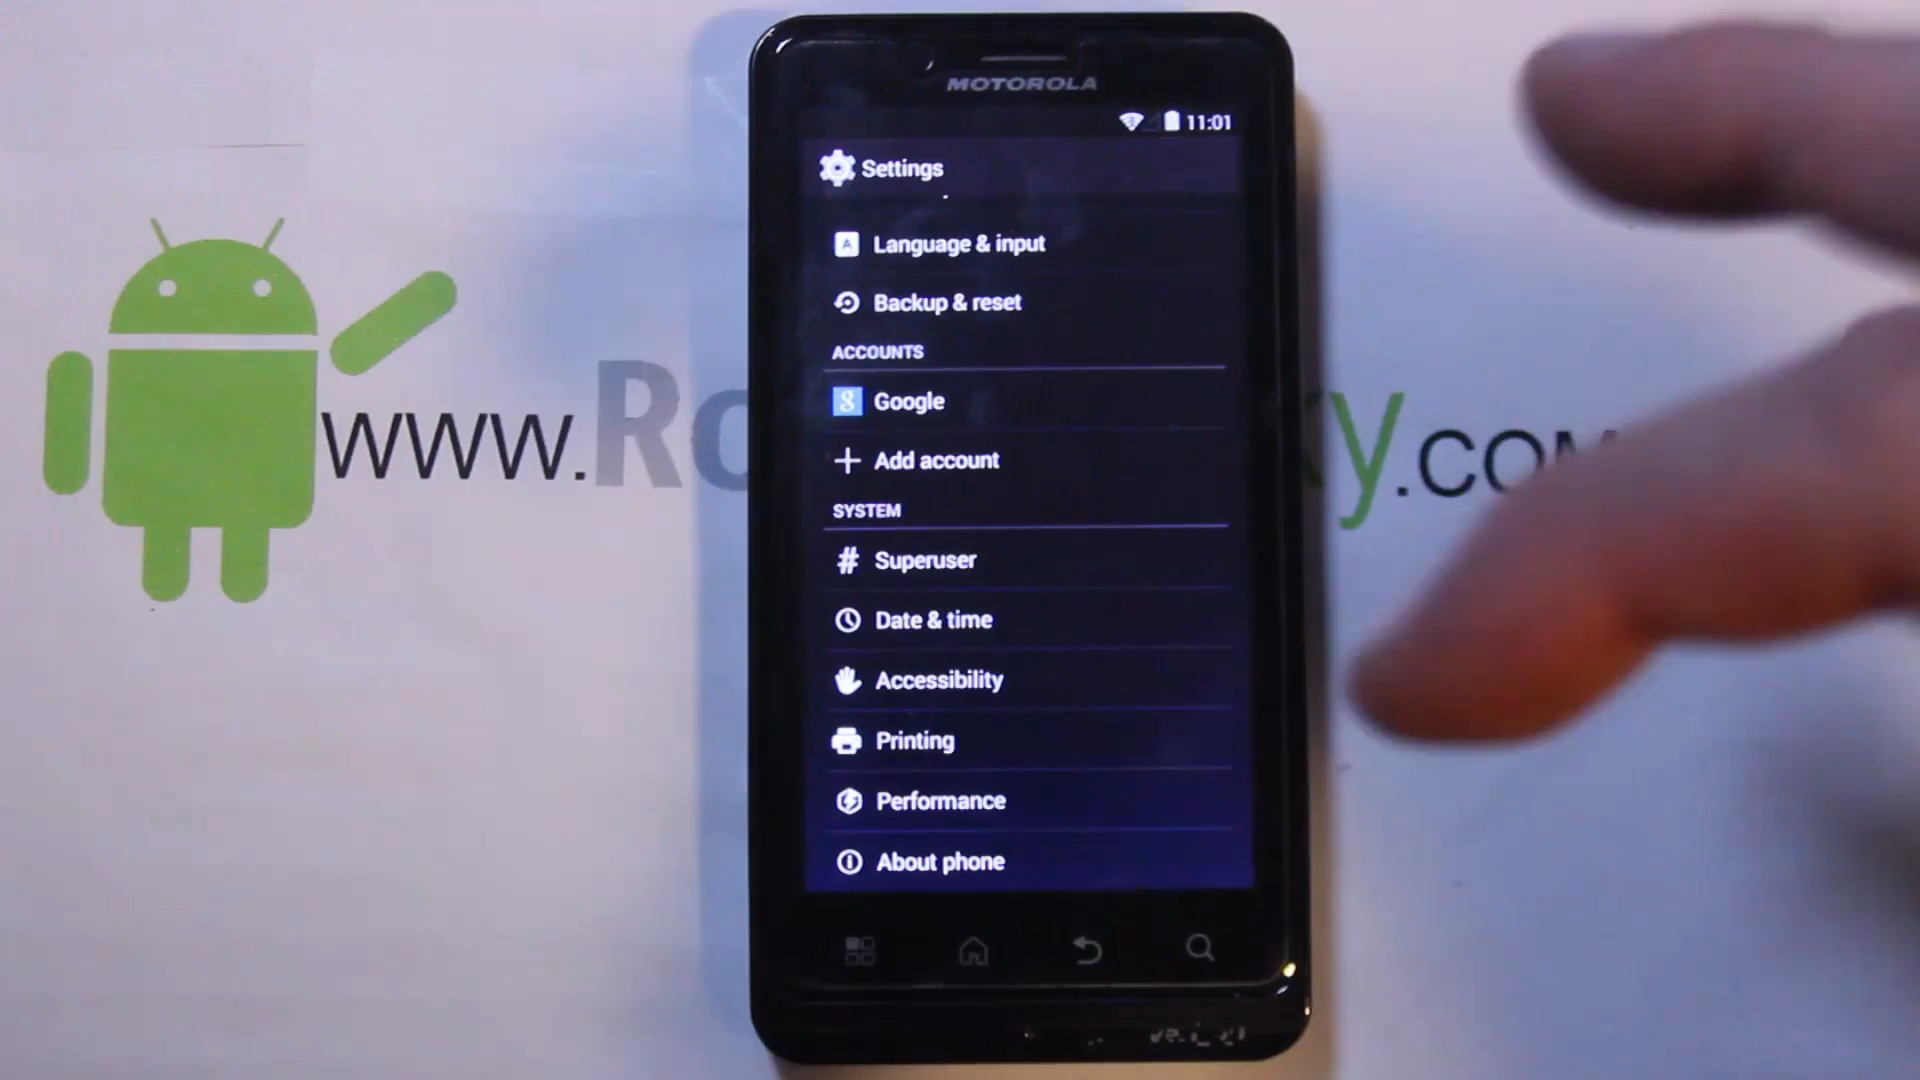 MOTOROLA
11:01
Settings
Language & input
Backup & reset
ACCOUNTS
Google
Add account
SYSTEM
# Superuser
Date & time
Accessibility
Printing
Performance
About phone
www.
.com